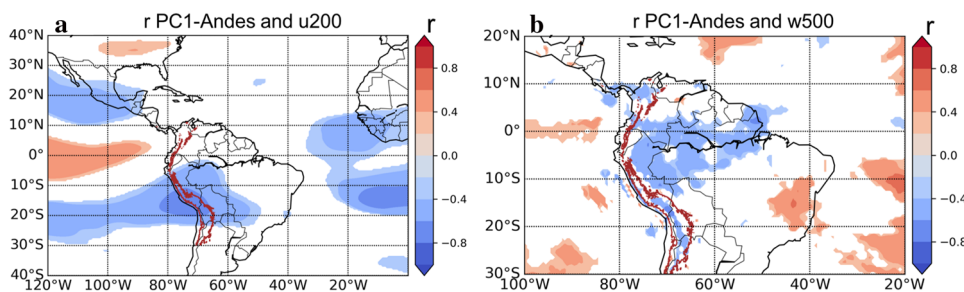 a r PC1-Andes and u200 r
40°N
30°N
20°N
10°N
0°
10°S
20°S
30°S
40°S
120°W 100°W 80°W 60°W 40°W 20°W
0.8
0.4
0.0
−0.4
−0.8
b r PC1-Andes and w500 r
20°N
10°N
0°
10°S
20°S
30°S
100°W 80°W 60°W 40°W 20°W
0.8
0.4
0.0
−0.4
−0.8